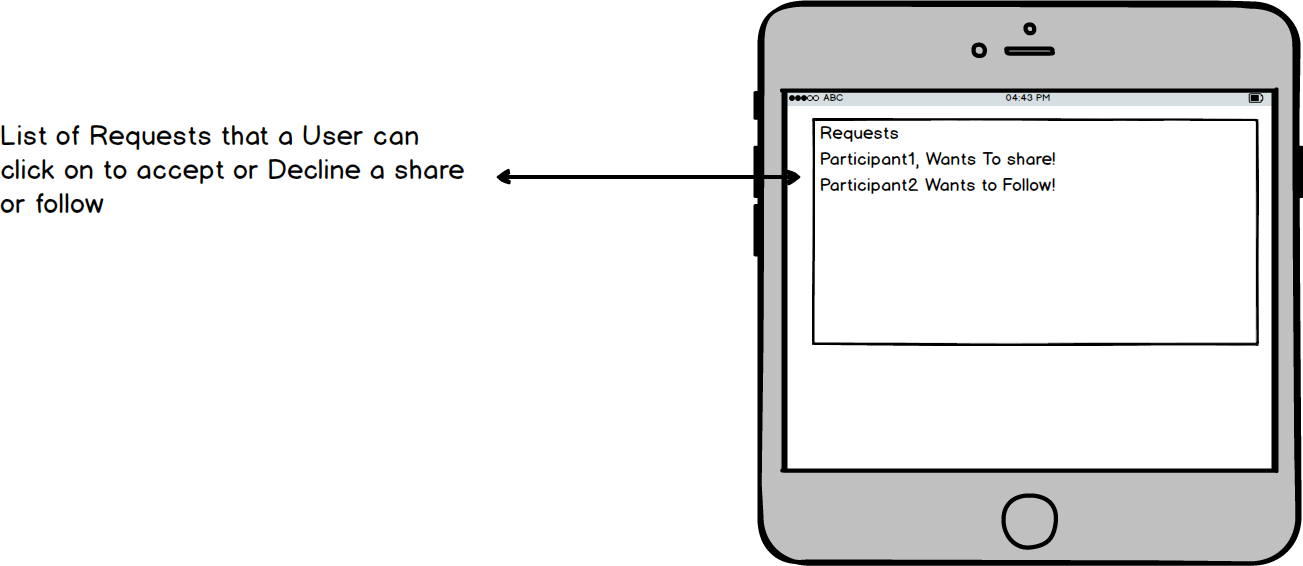 List of Requests that a User can
click on to accept or Decline a share
or follow
ABC 04:43 PM
Requests
Participant1, Wants To share!
Participant2 Wants to Follow!